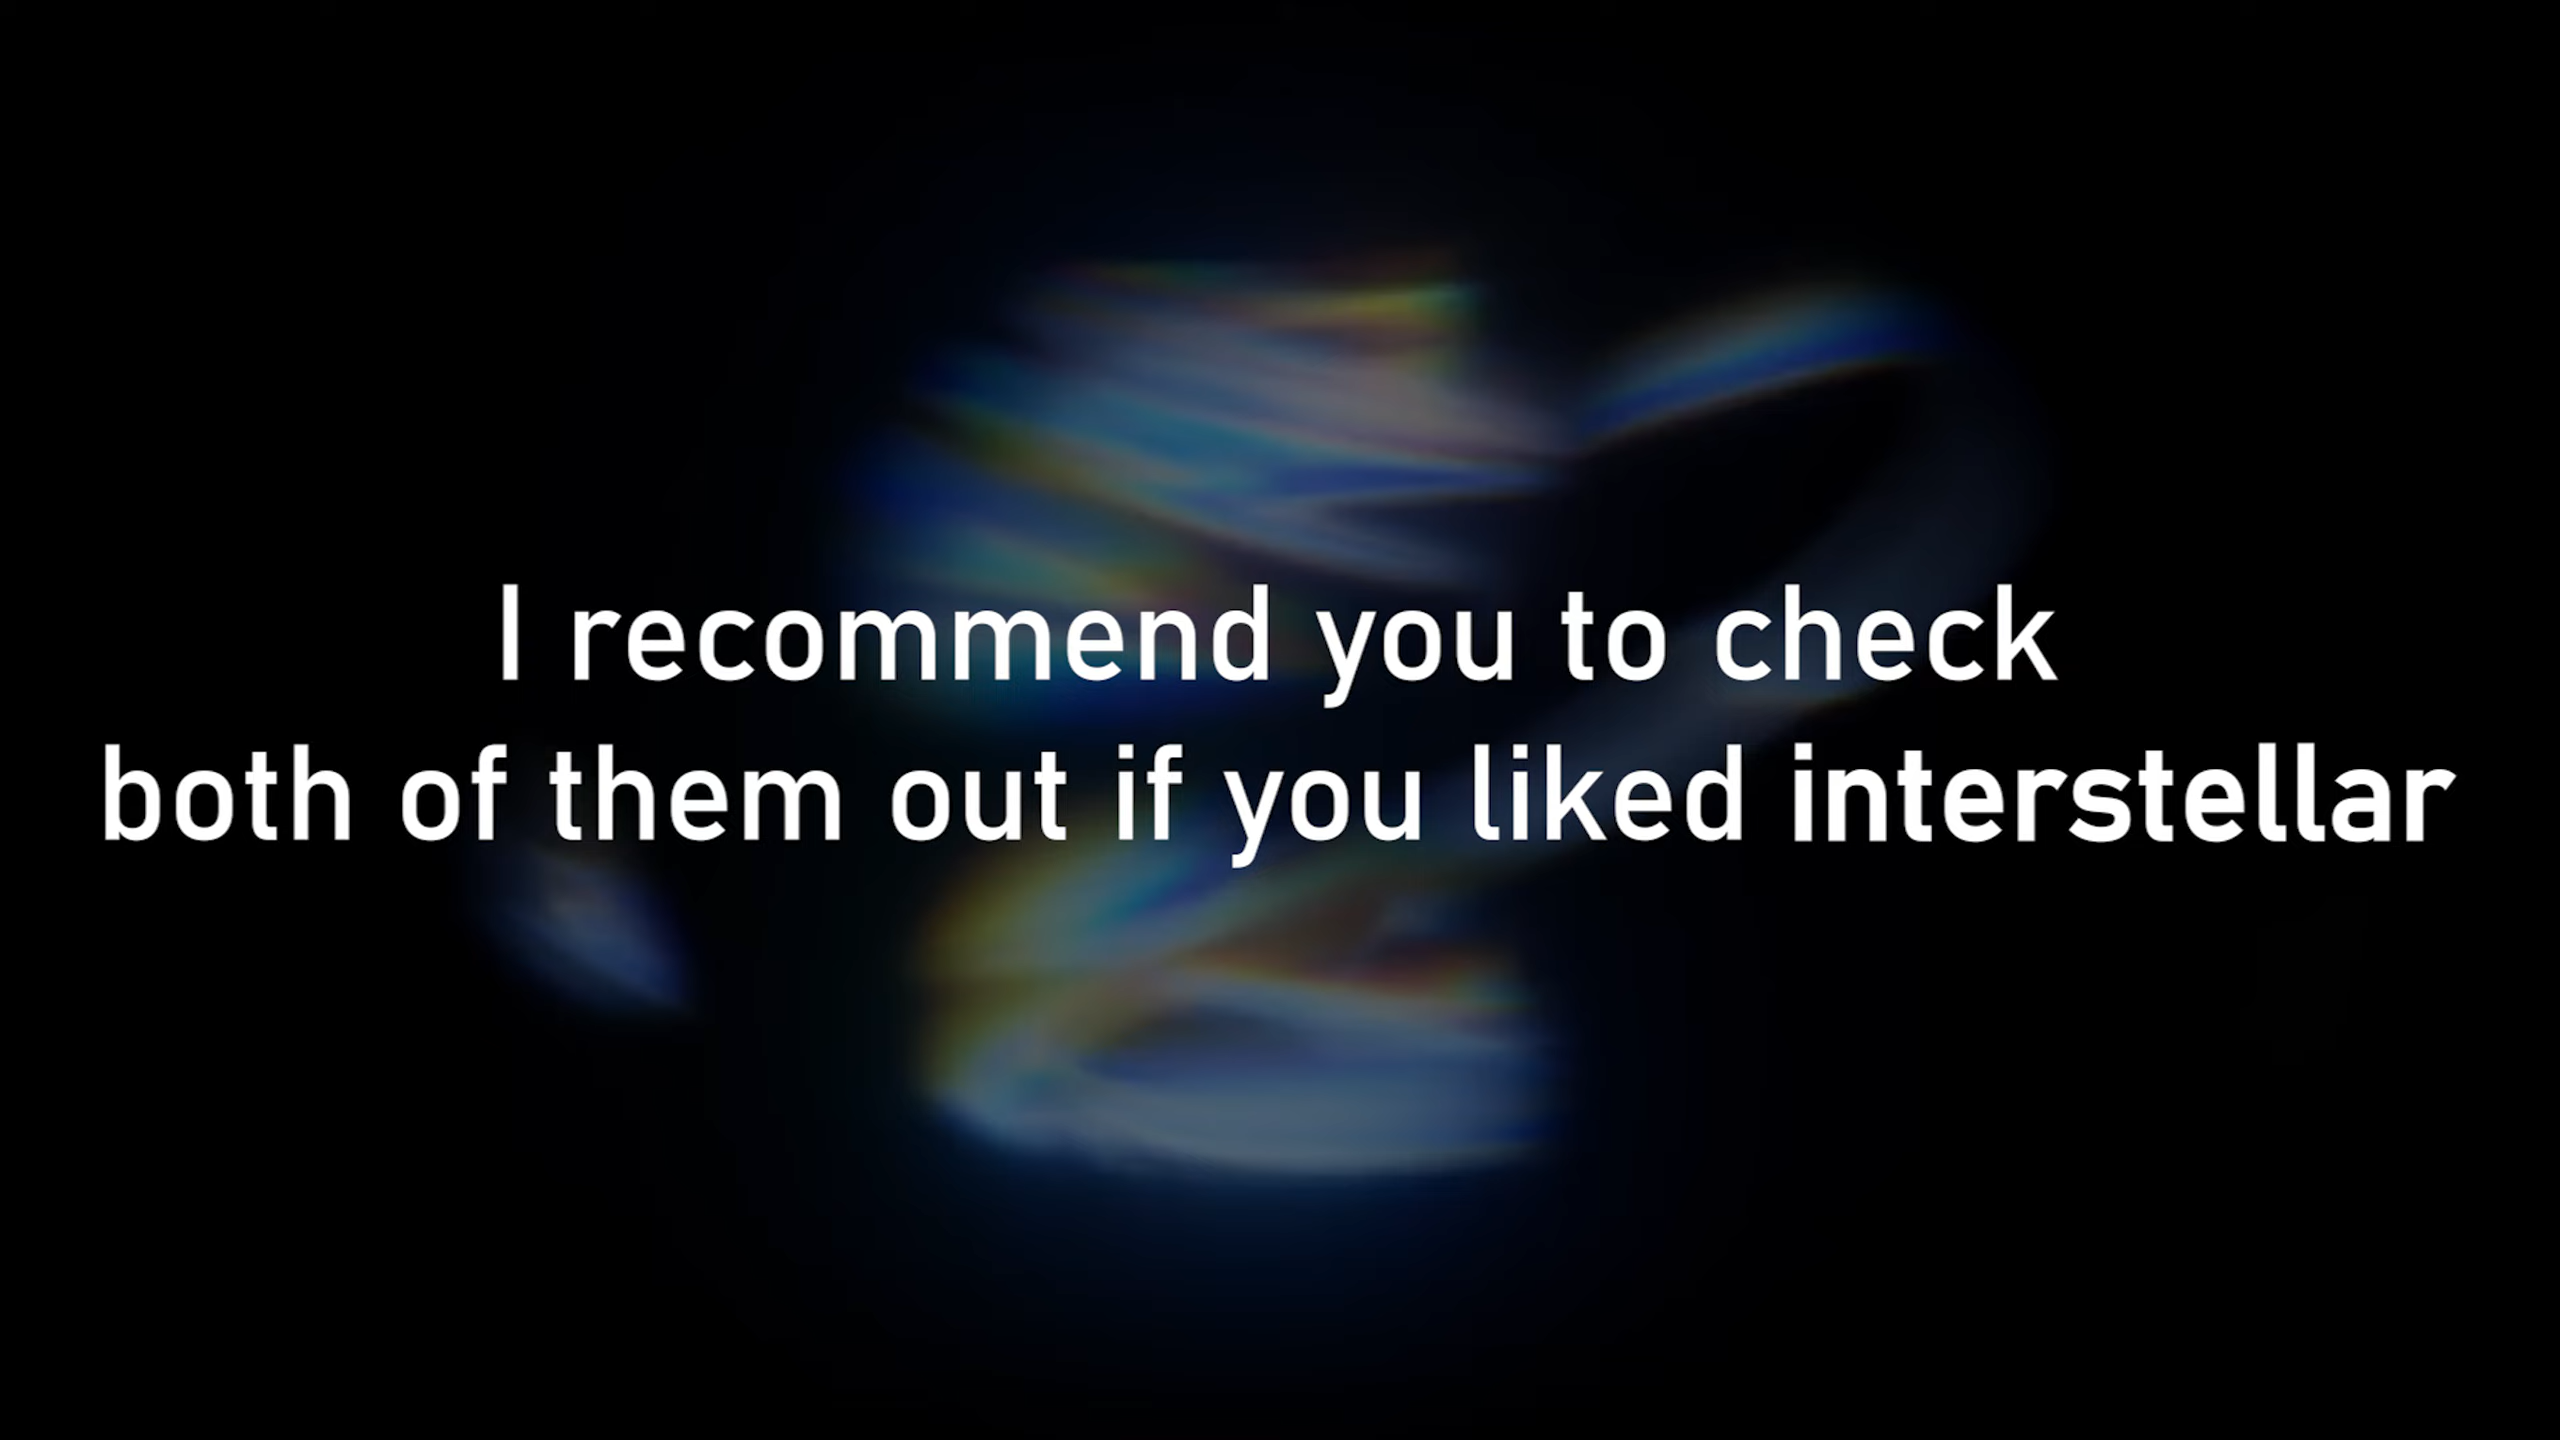 I recommend you to check
both of them out if you liked interstellar